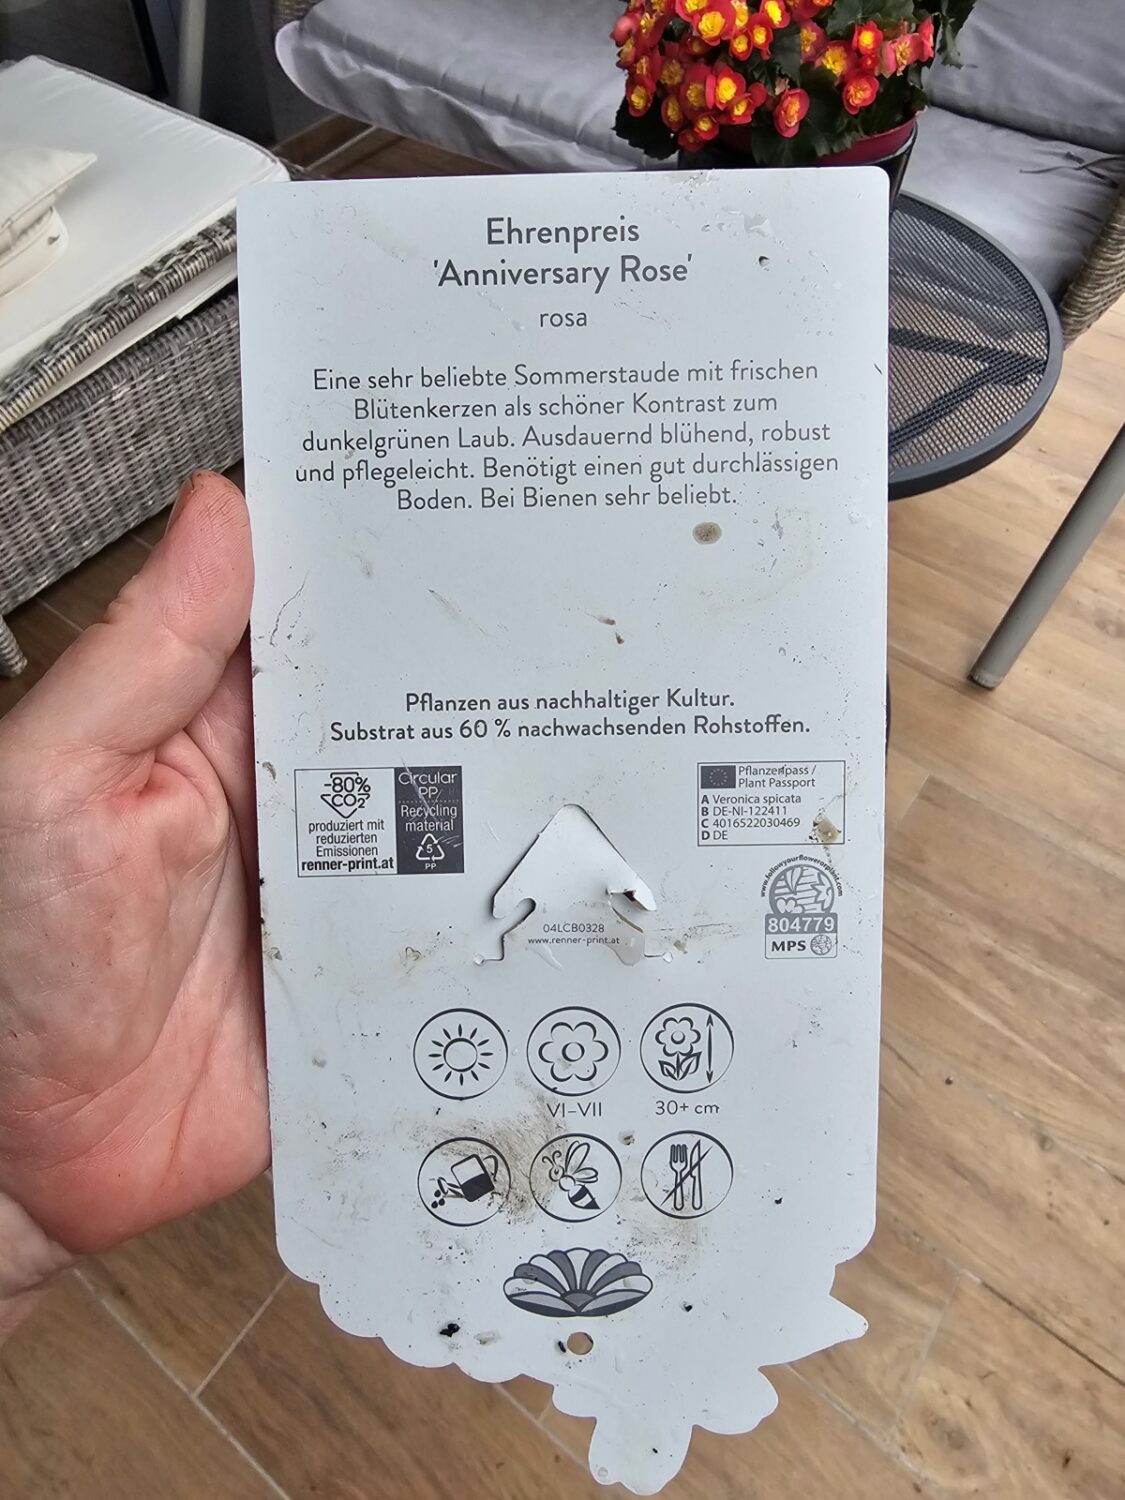 Ehrenpreis
'Anniversary Rose'
rosa
Eine sehr beliebte Sommerstaude mit frischen
Blütenkerzen als schöner Kontrast zum
dunkelgrünen Laub. Ausdauernd blühend, robust
und pflegeleicht. Benötigt einen gut durchlässigen
Boden. Bei Bienen sehr beliebt.
Pflanzen aus nachhaltiger Kultur.
Substrat aus 60 % nachwachsenden Rohstoffen.
-80%
CO2
produziert mit
reduzierten
Emissionen
renner-print.at
Circular
PP
Recycling
material
5
PP
Pflanzenpass /
Plant Passport
A Veronica spicata
B DE-NI-122411
C 4016522030469
D DE
www.followyourflowerorplant.com
804779
MPS
04LCB0328
www.renner-print.at
VI–VII
30+ cm